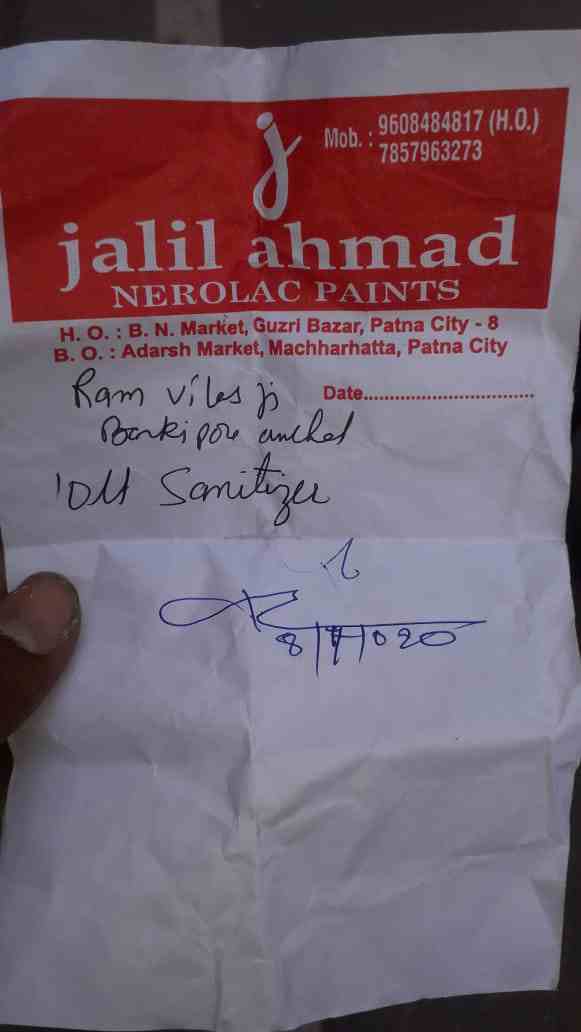 j
Mob. : 9608484817 (H.O.)
7857963273
jalil ahmad
NEROLAC PAINTS
H. O. : B. N. Market, Guzri Bazar, Patna City - 8
B. O. : Adarsh Market, Machharhatta, Patna City
Ram Vilas ji
Date..................................
Bankipore anchal
10 Lt Sanitizer